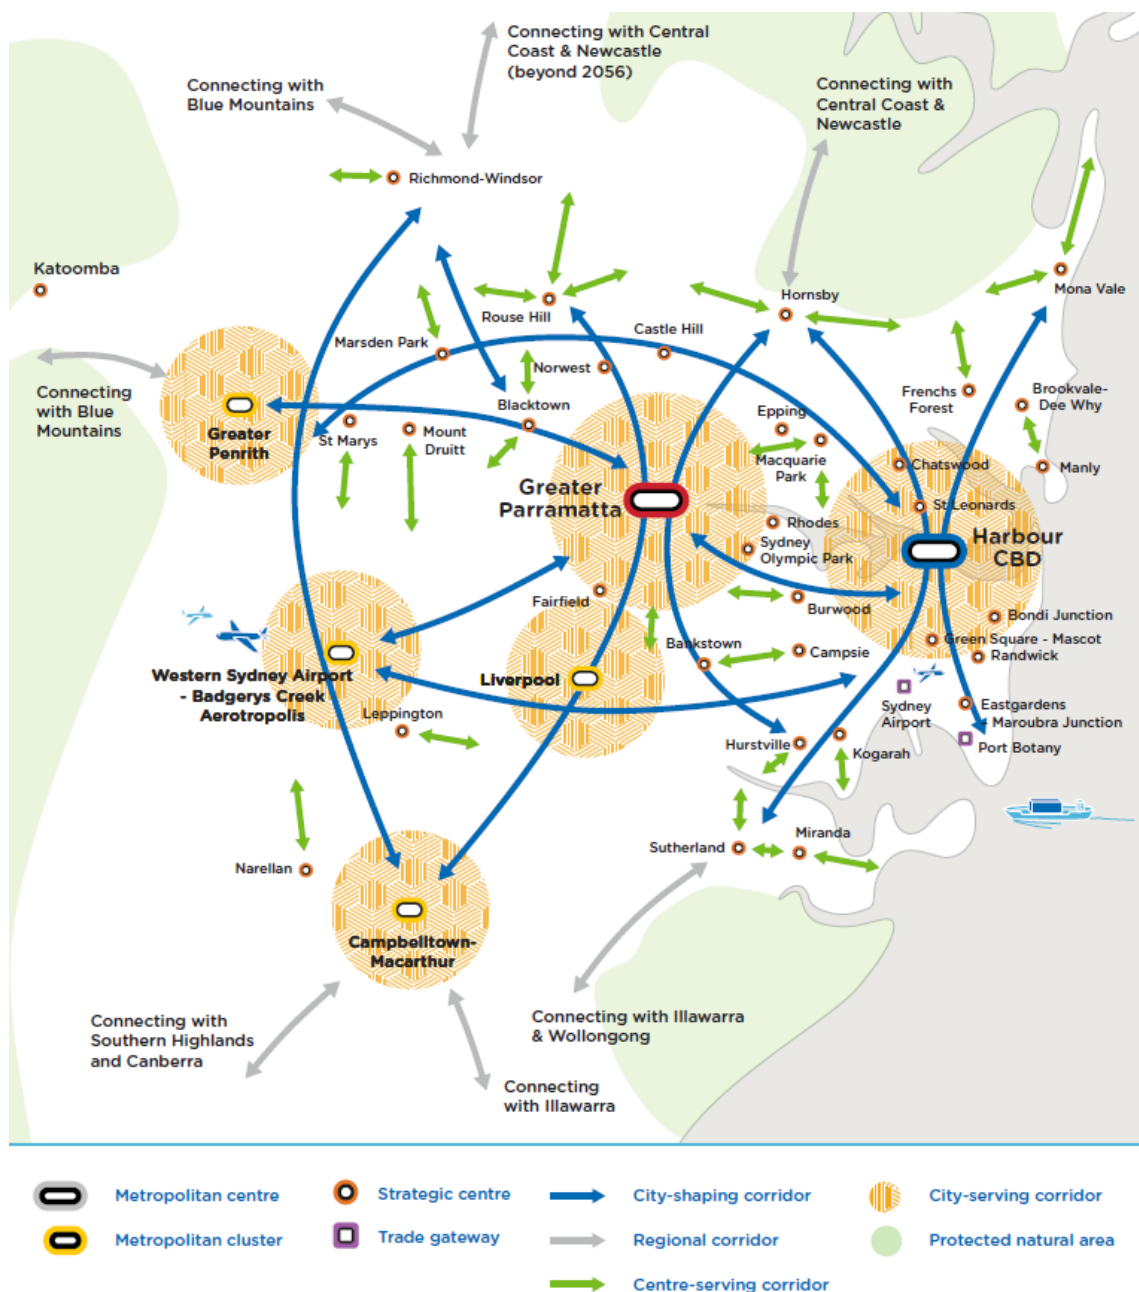 Connecting with Central
Coast & Newcastle
(beyond 2056)
Connecting with
Blue Mountains
Connecting with
Central Coast &
Newcastle
Richmond-Windsor
Katoomba
Mona Vale
Hornsby
Rouse Hill
Castle Hill
Marsden Park
Norwest
Connecting
with Blue
Mountains
Blacktown
Frenchs
Forest
Brookvale-
Dee Why
Greater
Penrith
St Marys
Mount
Druitt
Epping
Macquarie
Park
Chatswood
Manly
Greater
Parramatta
St Leonards
Rhodes
Sydney
Olympic Park
Harbour
CBD
Fairfield
Burwood
Bondi Junction
Green Square - Mascot
Randwick
Bankstown
Campsie
Western Sydney Airport
- Badgerys Creek
Aerotropolis
Liverpool
Leppington
Sydney
Airport
Eastgardens
- Maroubra Junction
Port Botany
Hurstville
Kogarah
Narellan
Sutherland
Miranda
Campbelltown-
Macarthur
Connecting with
Southern Highlands
and Canberra
Connecting with Illawarra
& Wollongong
Connecting
with Illawarra
Metropolitan centre
Strategic centre
City-shaping corridor
City-serving corridor
Metropolitan cluster
Trade gateway
Regional corridor
Protected natural area
Centre-serving corridor